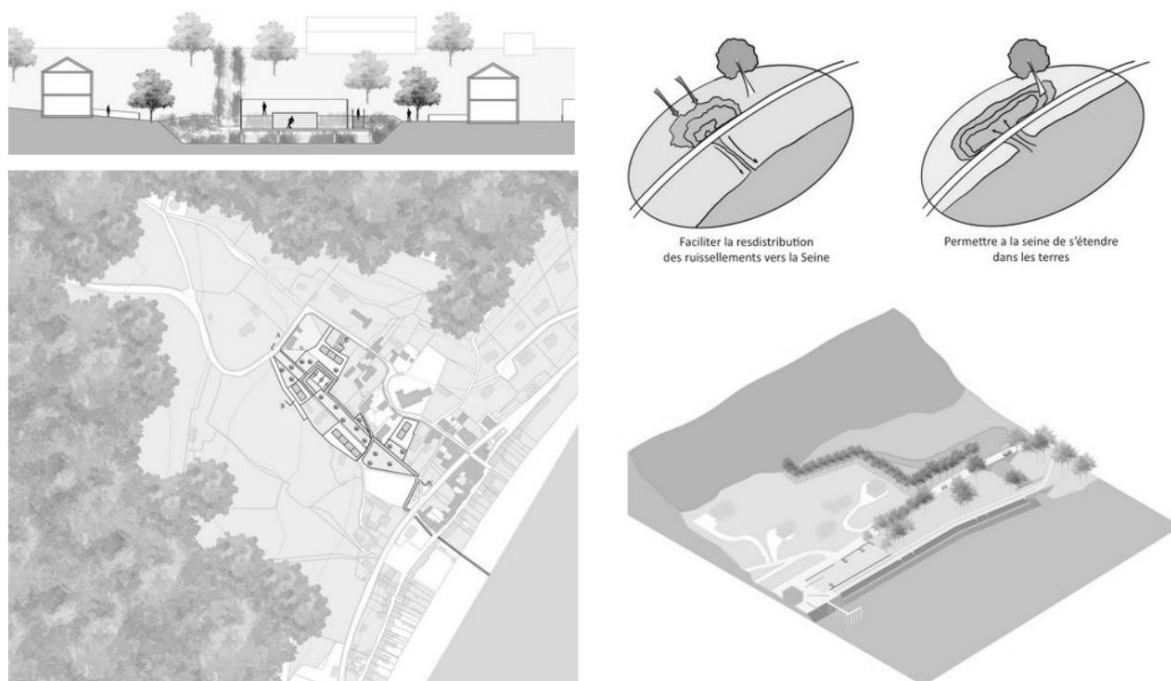 Faciliter la resdistribution
des ruissellements vers la Seine
Permettre a la seine de s'étendre
dans les terres
A
B